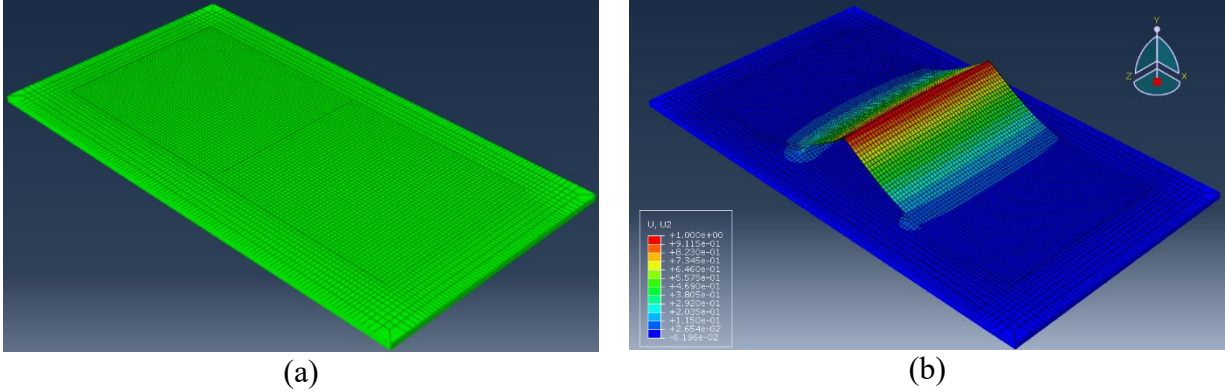 Y
Z
X
U, U2
+1.000e+00
+9.115e-01
+8.230e-01
+7.345e-01
+6.460e-01
+5.575e-01
+4.690e-01
+3.805e-01
+2.920e-01
+2.035e-01
+1.150e-01
+2.654e-02
-6.196e-02
(a)
(b)